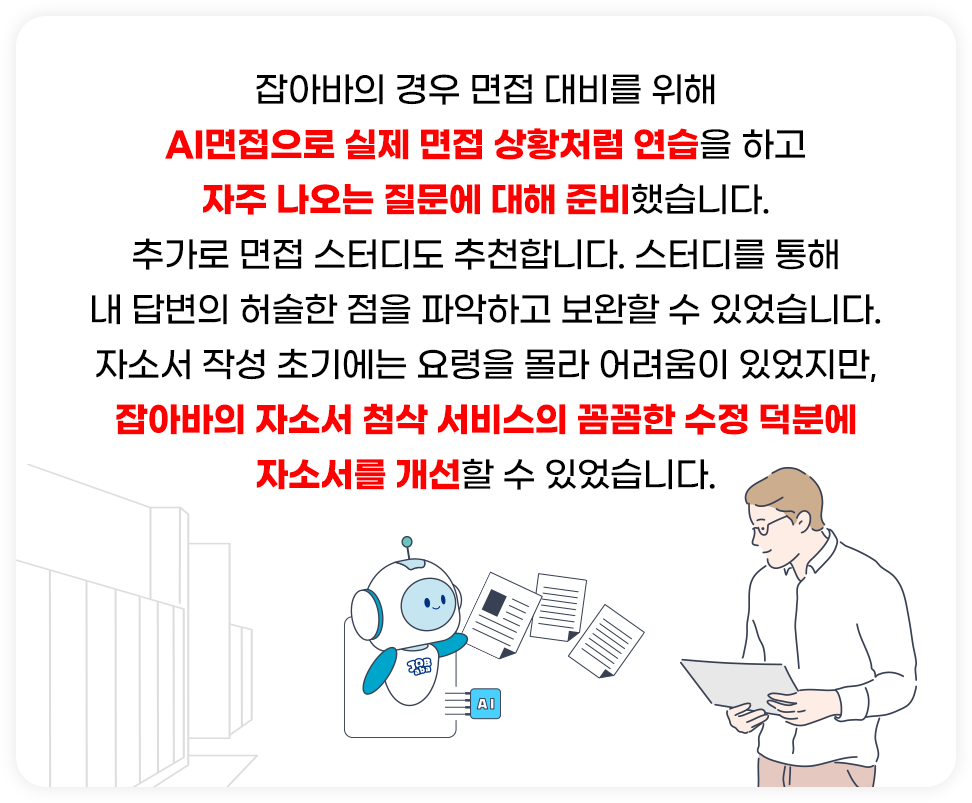 잡아바의 경우 면접 대비를 위해
AI면접으로 실제 면접 상황처럼 연습을 하고
자주 나오는 질문에 대해 준비했습니다.
추가로 면접 스터디도 추천합니다. 스터디를 통해
내 답변의 허술한 점을 파악하고 보완할 수 있었습니다.
자소서 작성 초기에는 요령을 몰라 어려움이 있었지만,
잡아바의 자소서 첨삭 서비스의 꼼꼼한 수정 덕분에
자소서를 개선할 수 있었습니다.
JOB
aba
AI